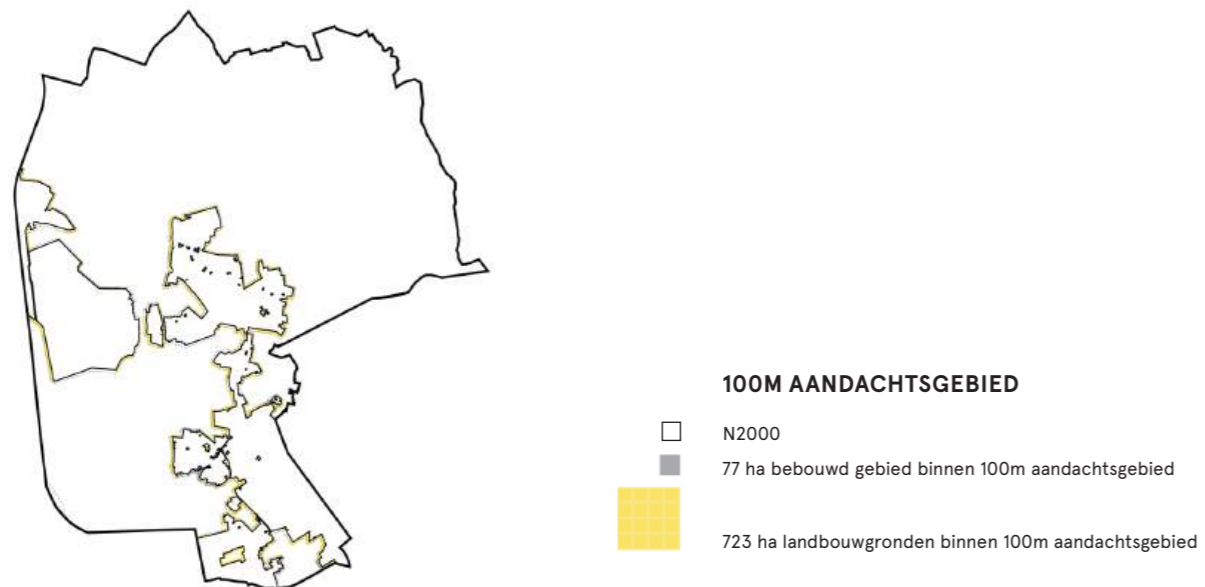 100M AANDACHTSGEBIED
N2000
77 ha bebouwd gebied binnen 100m aandachtsgebied
723 ha landbouwgronden binnen 100m aandachtsgebied